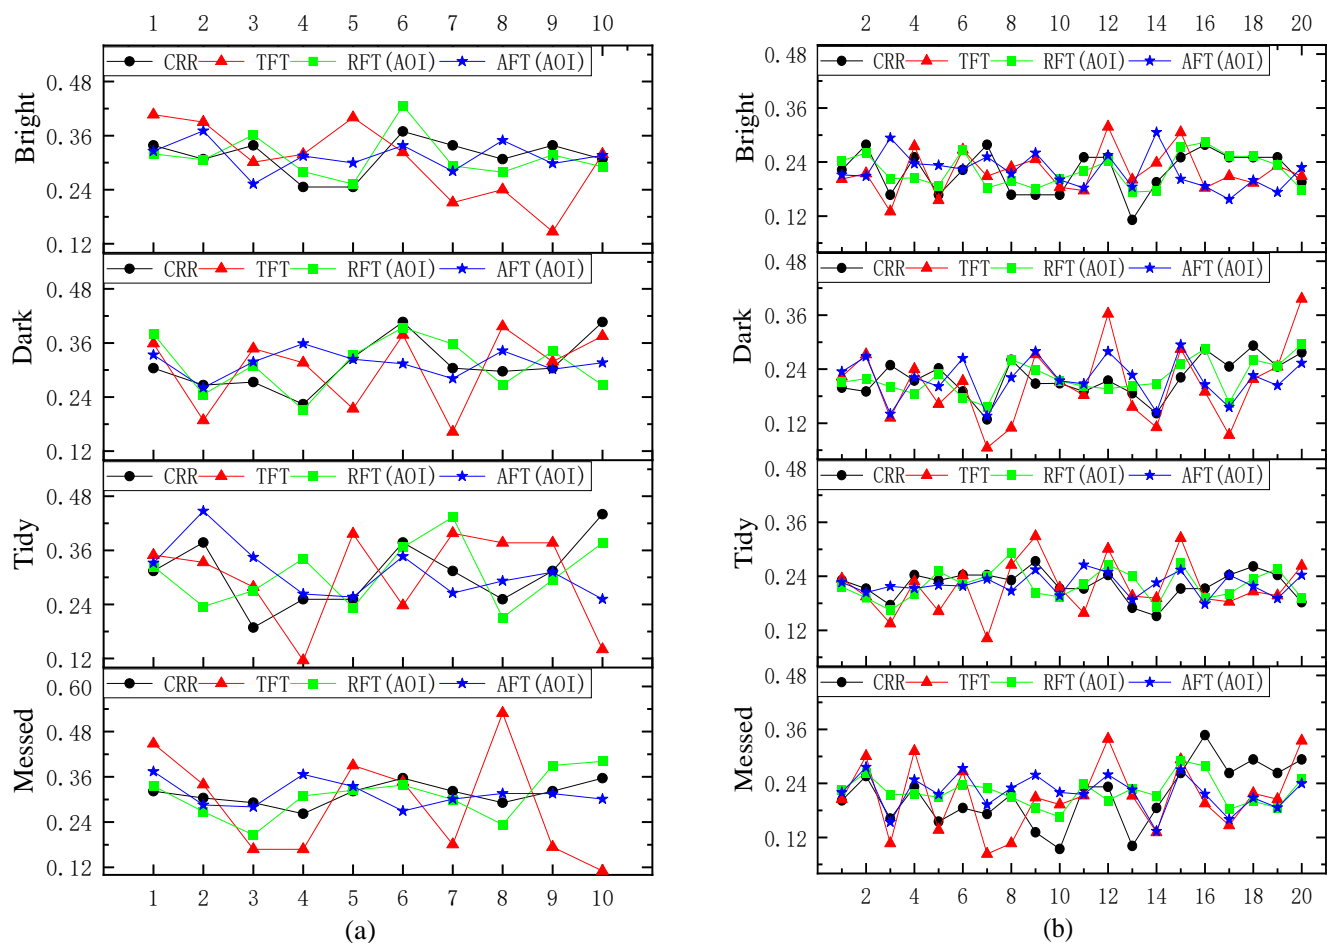 1 2 3 4 5 6 7 8 9 10
CRR TFT RFT(AOI) AFT(AOI)
0.48
0.36
0.24
0.12
Bright
CRR TFT RFT(AOI) AFT(AOI)
0.48
0.36
0.24
0.12
Dark
CRR TFT RFT(AOI) AFT(AOI)
0.48
0.36
0.24
0.12
Tidy
CRR TFT RFT(AOI) AFT(AOI)
0.60
0.48
0.36
0.24
0.12
Messed
1 2 3 4 5 6 7 8 9 10
(a)
2 4 6 8 10 12 14 16 18 20
CRR TFT RFT(AOI) AFT(AOI)
0.48
0.36
0.24
0.12
Bright
CRR TFT RFT(AOI) AFT(AOI)
0.48
0.36
0.24
0.12
Dark
CRR TFT RFT(AOI) AFT(AOI)
0.48
0.36
0.24
0.12
Tidy
CRR TFT RFT(AOI) AFT(AOI)
0.48
0.36
0.24
0.12
Messed
2 4 6 8 10 12 14 16 18 20
(b)